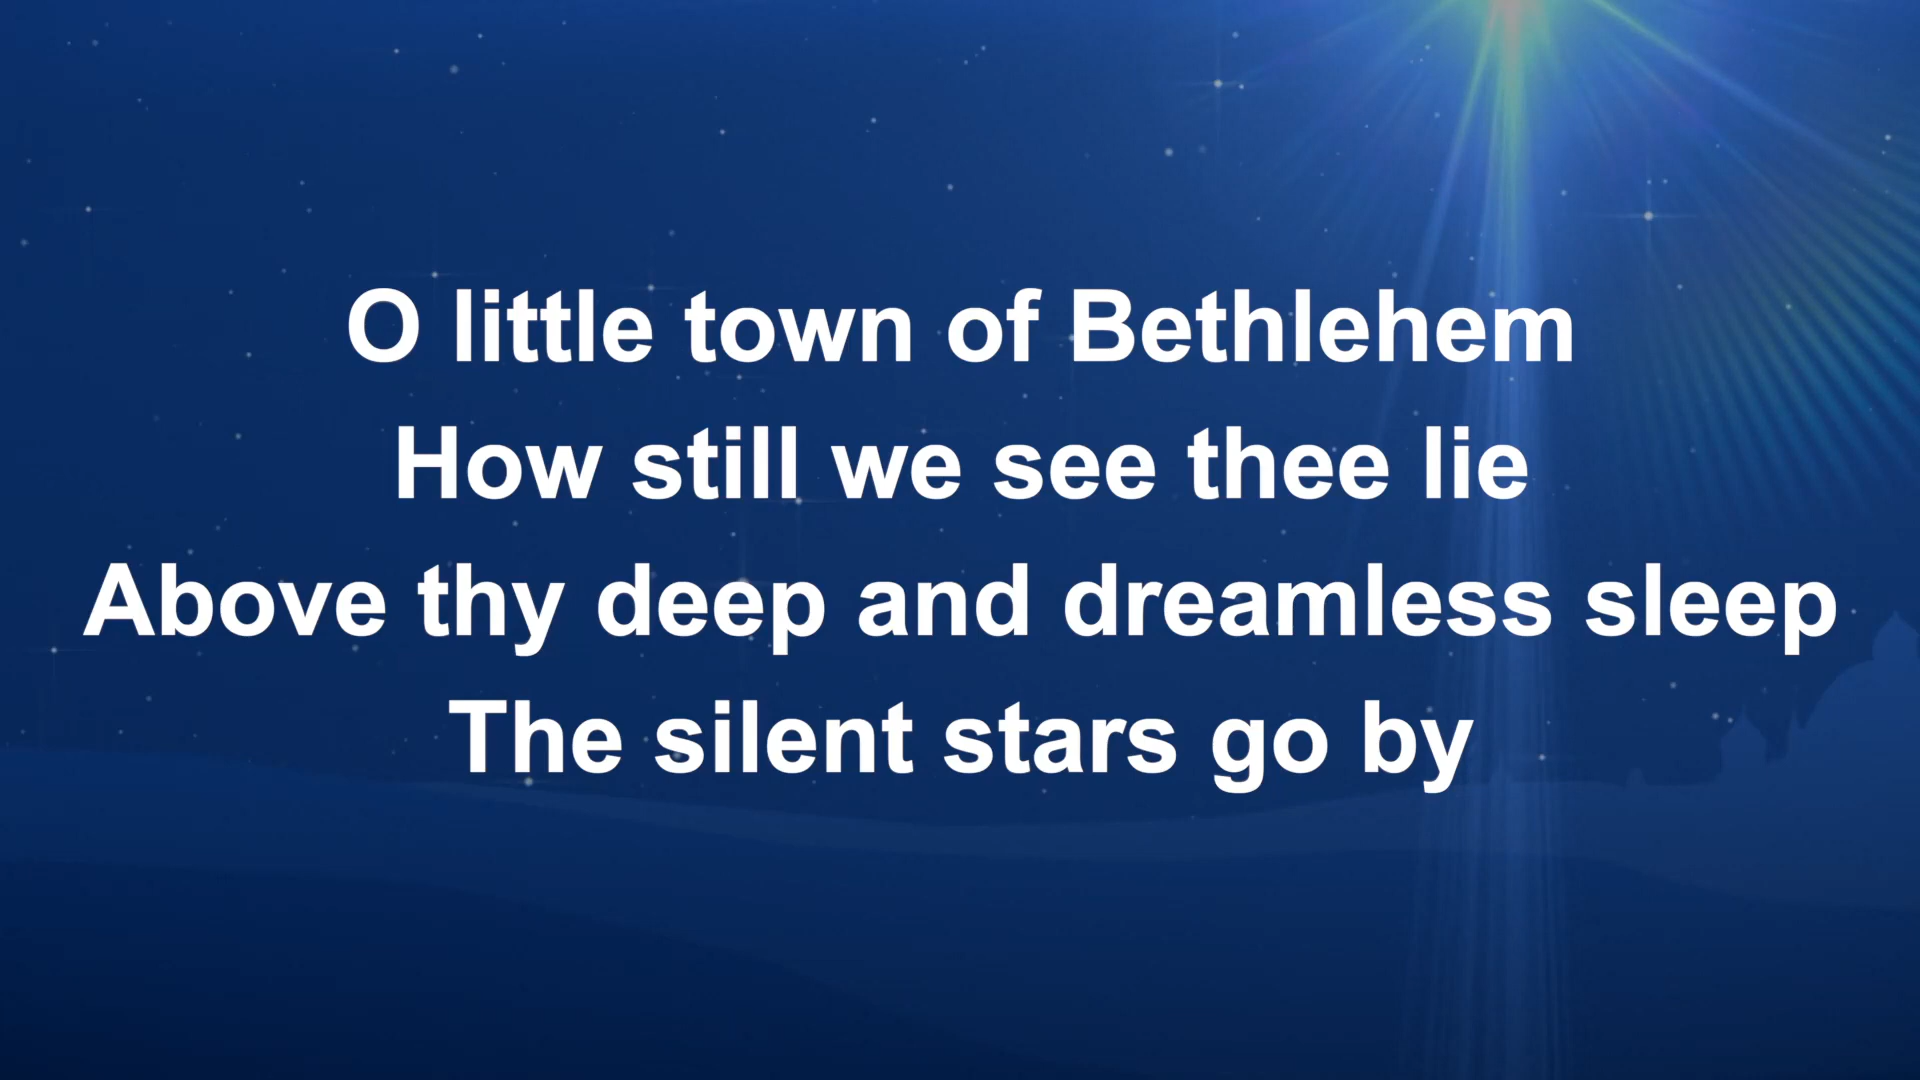 O little town of Bethlehem
How still we see thee lie
Above thy deep and dreamless sleep
The silent stars go by